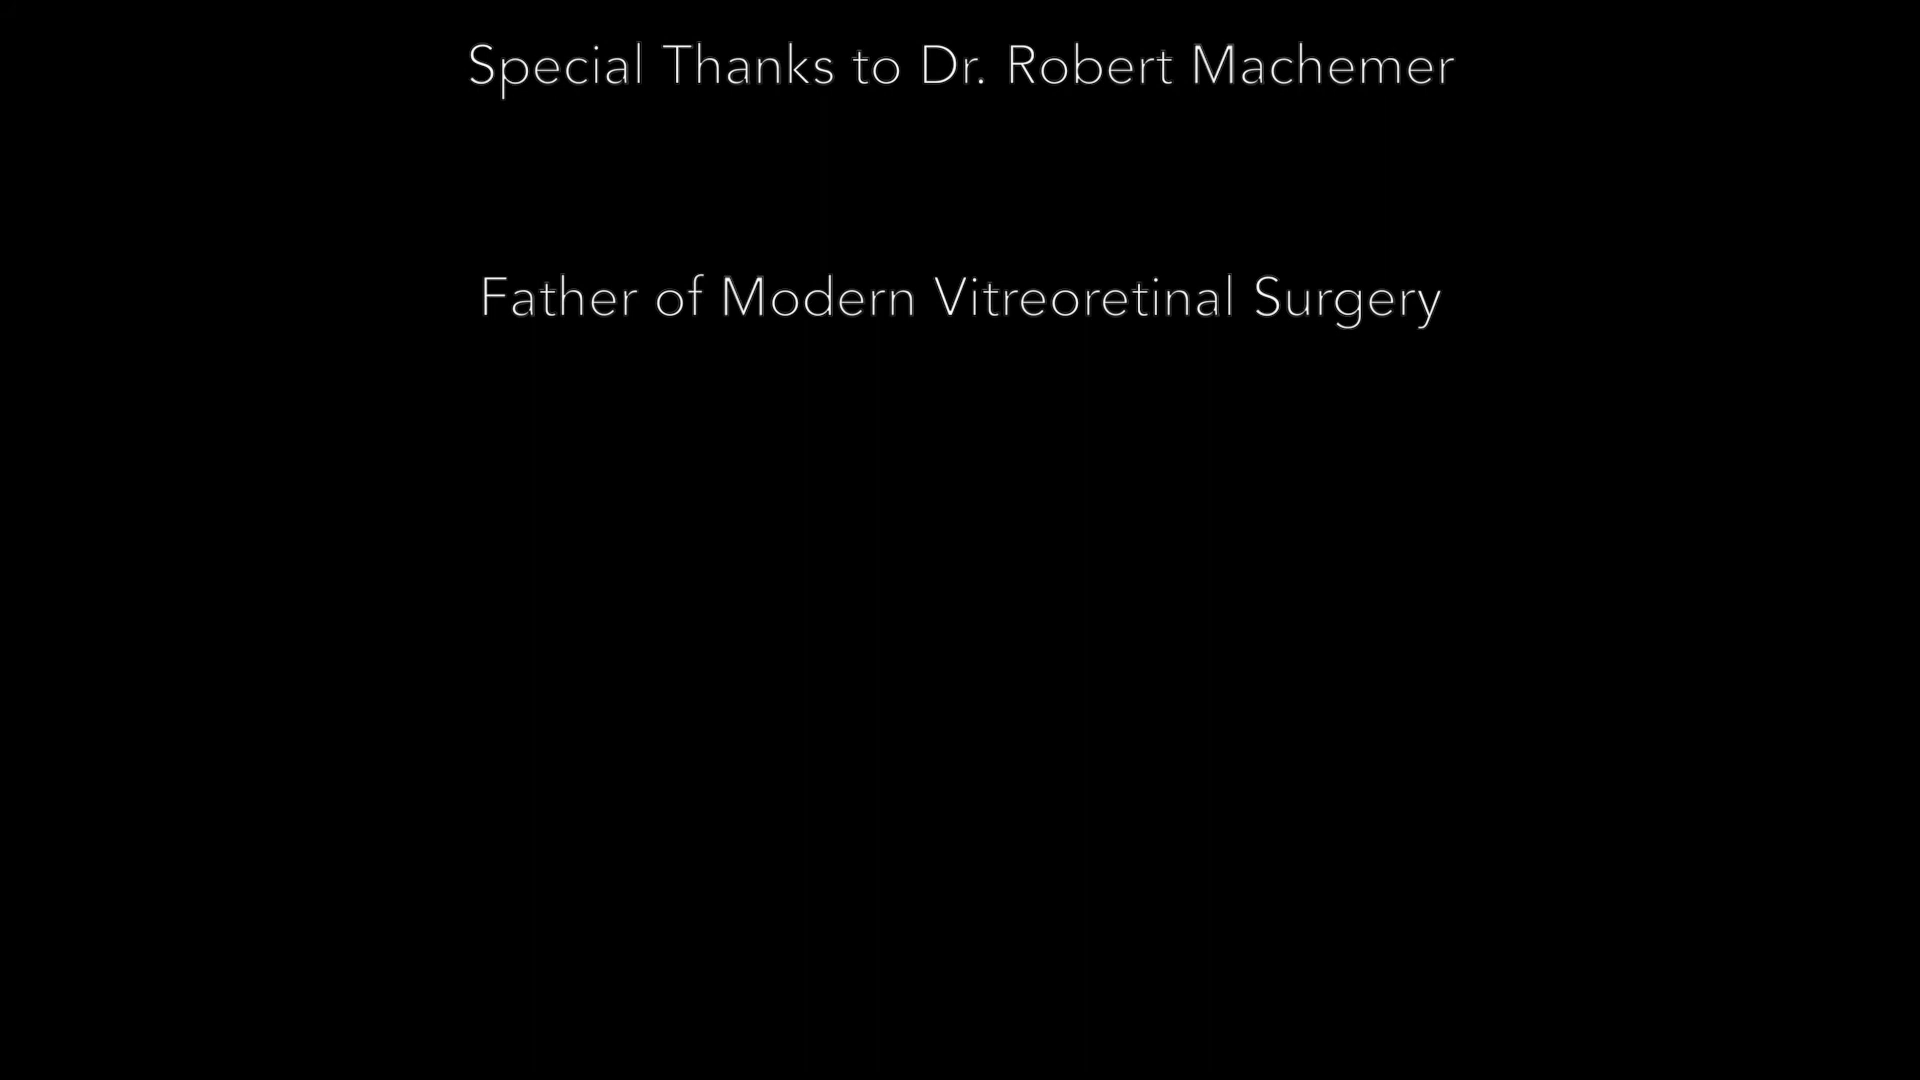 Special Thanks to Dr. Robert Machemer
Father of Modern Vitreoretinal Surgery